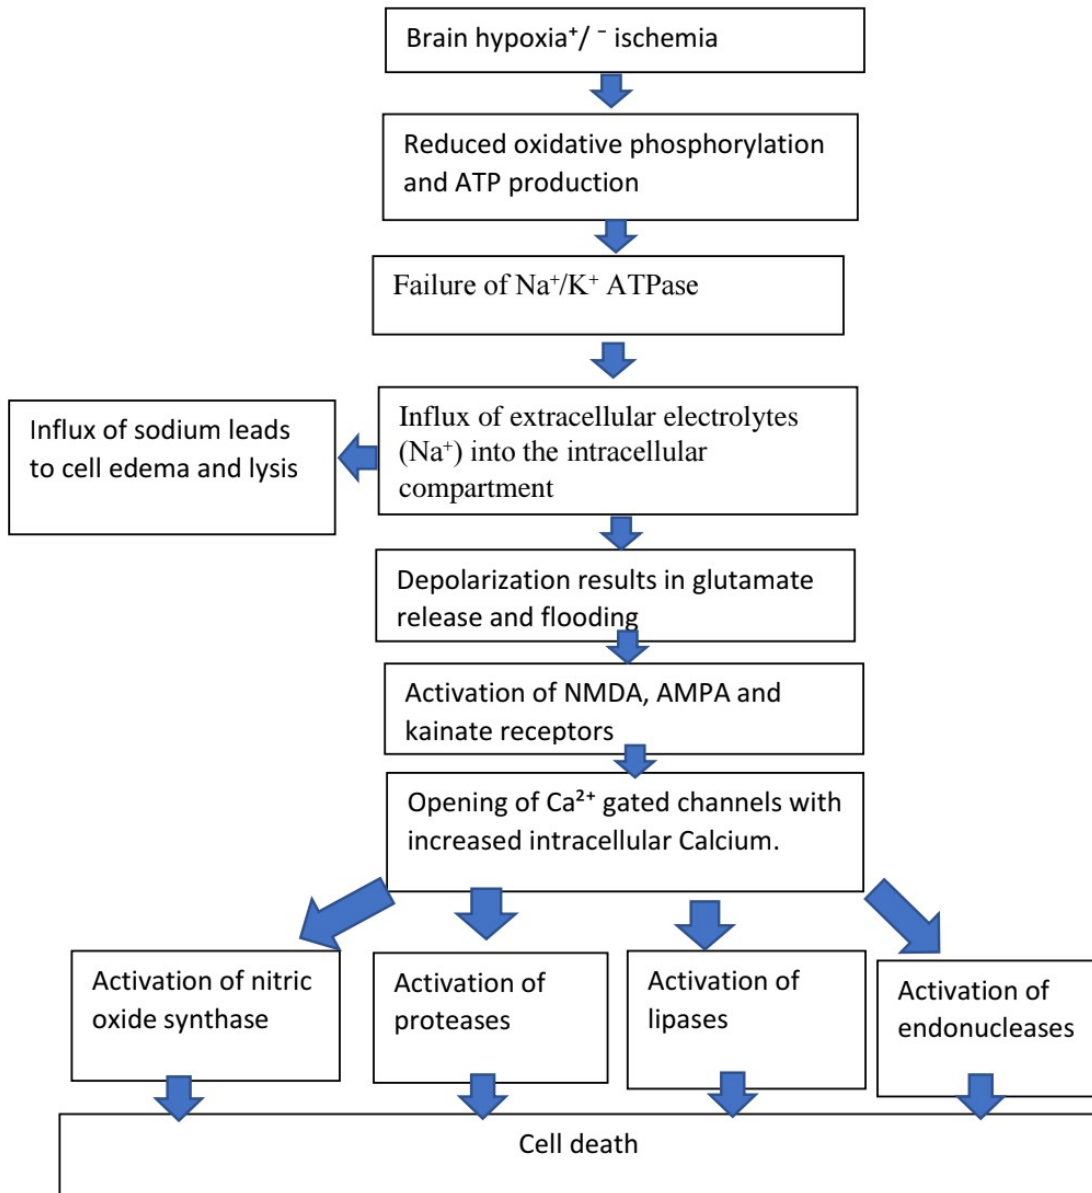 Brain hypoxia⁺/ ⁻ ischemia
Reduced oxidative phosphorylation
and ATP production
Failure of Na⁺/K⁺ ATPase
Influx of extracellular electrolytes
(Na⁺) into the intracellular
compartment
Influx of sodium leads
to cell edema and lysis
Depolarization results in glutamate
release and flooding
Activation of NMDA, AMPA and
kainate receptors
Opening of Ca²⁺ gated channels with
increased intracellular Calcium.
Activation of nitric
oxide synthase
Activation of
proteases
Activation of
lipases
Activation of
endonucleases
Cell death